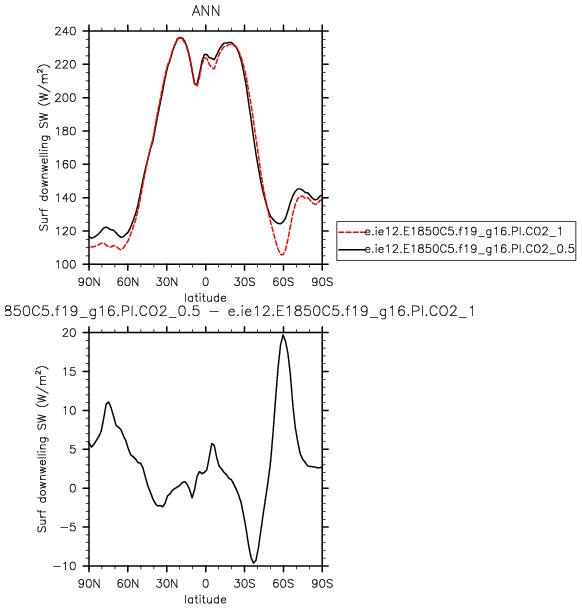 ANN
240
220
200
180
160
140
120
100
Surf downwelling SW (W/m²)
90N 60N 30N 0 30S 60S 90S
latitude
e.ie12.E1850C5.f19_g16.PI.CO2_1
e.ie12.E1850C5.f19_g16.PI.CO2_0.5
850C5.f19_g16.PI.CO2_0.5 − e.ie12.E1850C5.f19_g16.PI.CO2_1
20
15
10
5
0
−5
−10
Surf downwelling SW (W/m²)
90N 60N 30N 0 30S 60S 90S
latitude